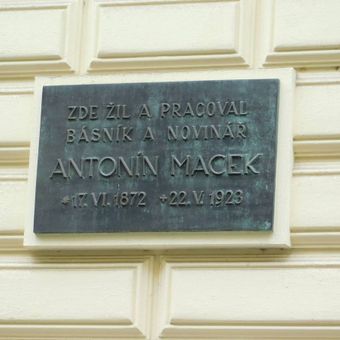 ZDE ŽIL A PRACOVAL
BÁSNÍK A NOVINÁŘ
ANTONÍN MACEK
*17. VI. 1872 +22. V. 1923